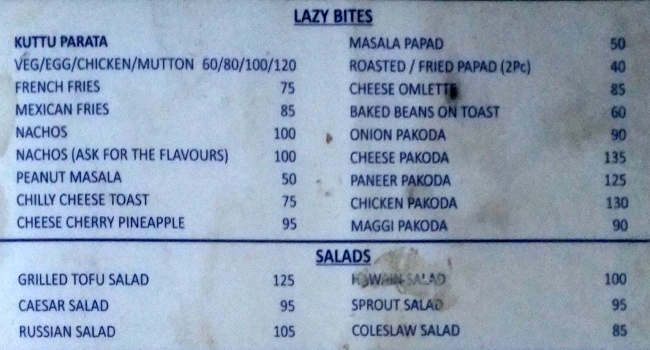 LAZY BITES
KUTTU PARATA
VEG/EGG/CHICKEN/MUTTON 60/80/100/120
FRENCH FRIES 75
MEXICAN FRIES 85
NACHOS 100
NACHOS (ASK FOR THE FLAVOURS) 100
PEANUT MASALA 50
CHILLY CHEESE TOAST 75
CHEESE CHERRY PINEAPPLE 95
MASALA PAPAD 50
ROASTED / FRIED PAPAD (2Pc) 40
CHEESE OMLETTE 85
BAKED BEANS ON TOAST 60
ONION PAKODA 90
CHEESE PAKODA 135
PANEER PAKODA 125
CHICKEN PAKODA 130
MAGGI PAKODA 90
SALADS
GRILLED TOFU SALAD 125
CAESAR SALAD 95
RUSSIAN SALAD 105
SALAD 100
SPROUT SALAD 95
COLESLAW SALAD 85